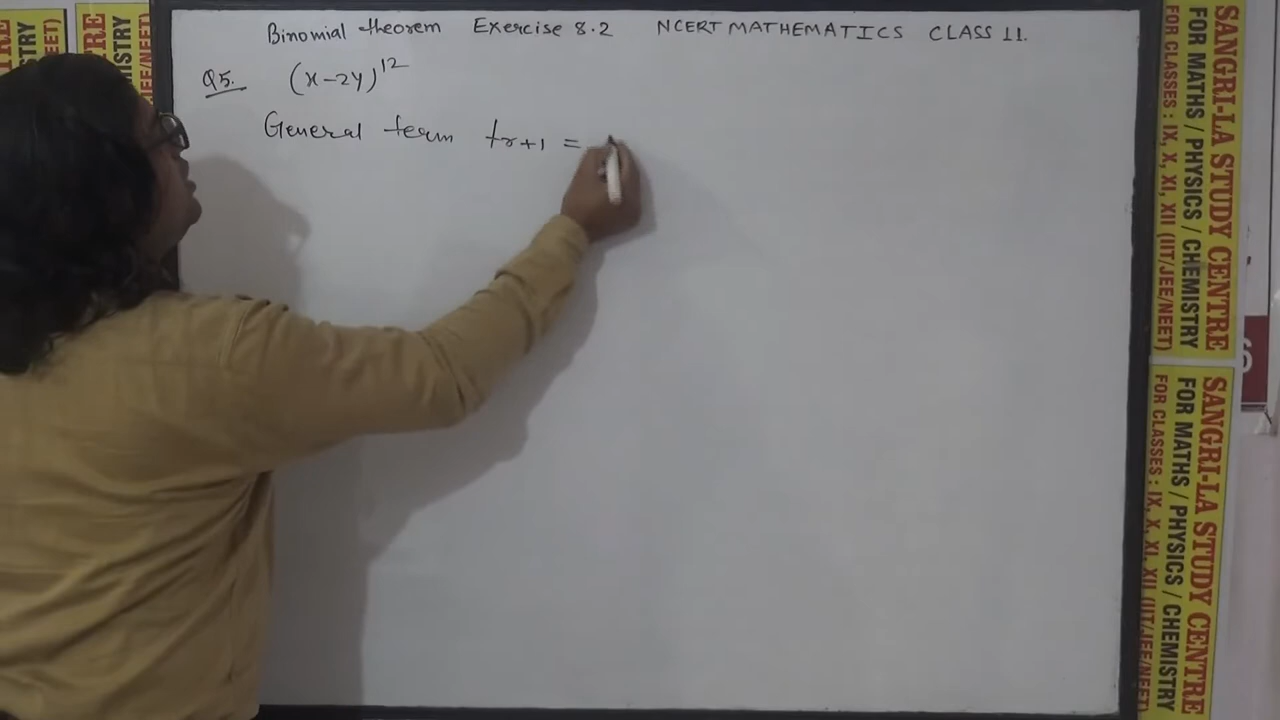 Binomial theorem Exercise 8.2 NCERT MATHEMATICS CLASS 11.
Q5. (x-2y)^12
General term t_{r+1} =
SANGRI-LA STUDY CENTRE
FOR MATHS / PHYSICS / CHEMISTRY
FOR CLASSES : IX, X, XI, XII (IIT/JEE/NEET)
SANGRI-LA STUDY CENTRE
FOR MATHS / PHYSICS / CHEMISTRY
FOR CLASSES : IX, X, XI, XII (IIT/JEE/NEET)